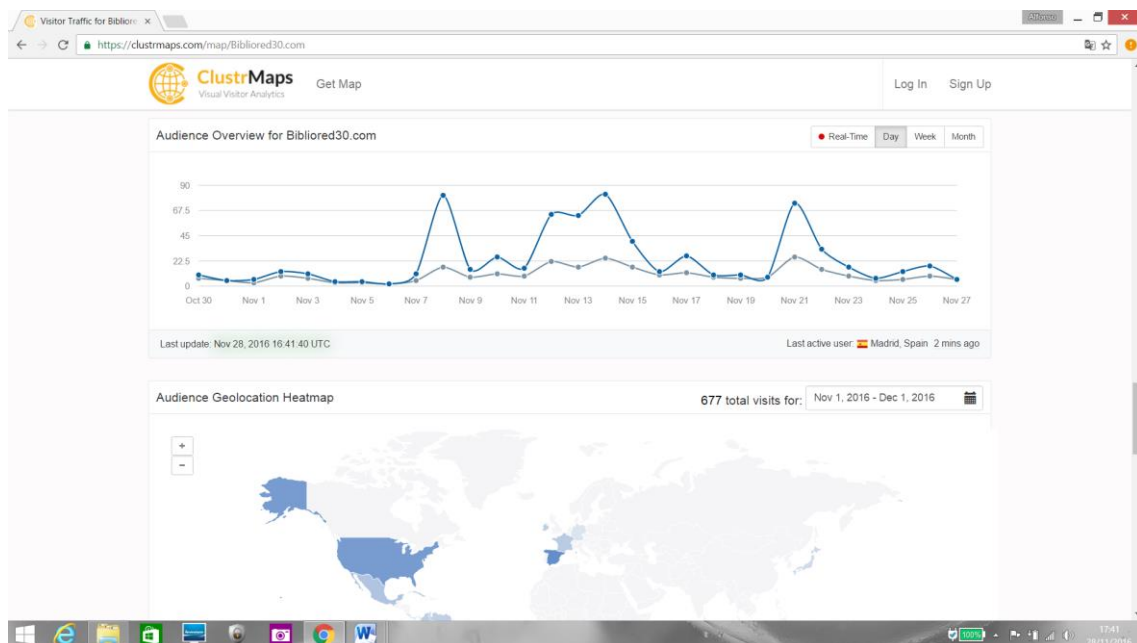 Visitor Traffic for Bibliore
https://clustrmaps.com/map/Bibliored30.com
ClustrMaps
Visual Visitor Analytics
Get Map
Log In
Sign Up
Audience Overview for Bibliored30.com
Real-Time Day Week Month
90
67.5
45
22.5
0
Oct 30 Nov 1 Nov 3 Nov 5 Nov 7 Nov 9 Nov 11 Nov 13 Nov 15 Nov 17 Nov 19 Nov 21 Nov 23 Nov 25 Nov 27
Last update: Nov 28, 2016 16:41:40 UTC
Last active user: Madrid, Spain 2 mins ago
Audience Geolocation Heatmap
677 total visits for: Nov 1, 2016 - Dec 1, 2016
+
−
100%
17:41